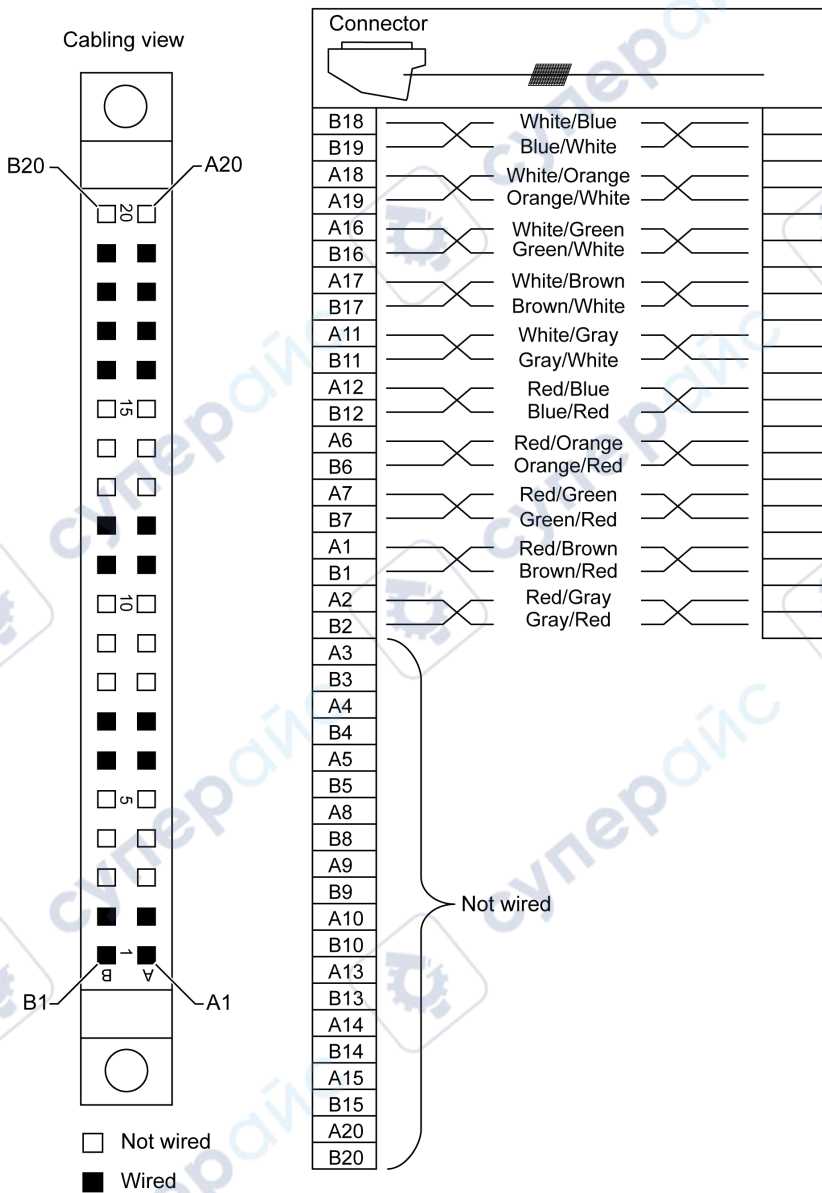 Cabling view
B20
A20
20
15
10
5
1
B
A
B1
A1
Not wired
Wired
Connector
B18
White/Blue
B19
Blue/White
A18
White/Orange
A19
Orange/White
A16
White/Green
B16
Green/White
A17
White/Brown
B17
Brown/White
A11
White/Gray
B11
Gray/White
A12
Red/Blue
B12
Blue/Red
A6
Red/Orange
B6
Orange/Red
A7
Red/Green
B7
Green/Red
A1
Red/Brown
B1
Brown/Red
A2
Red/Gray
B2
Gray/Red
A3
B3
A4
B4
A5
B5
A8
B8
A9
B9
Not wired
A10
B10
A13
B13
A14
B14
A15
B15
A20
B20
суперайс
суперайс
суперайс
суперайс